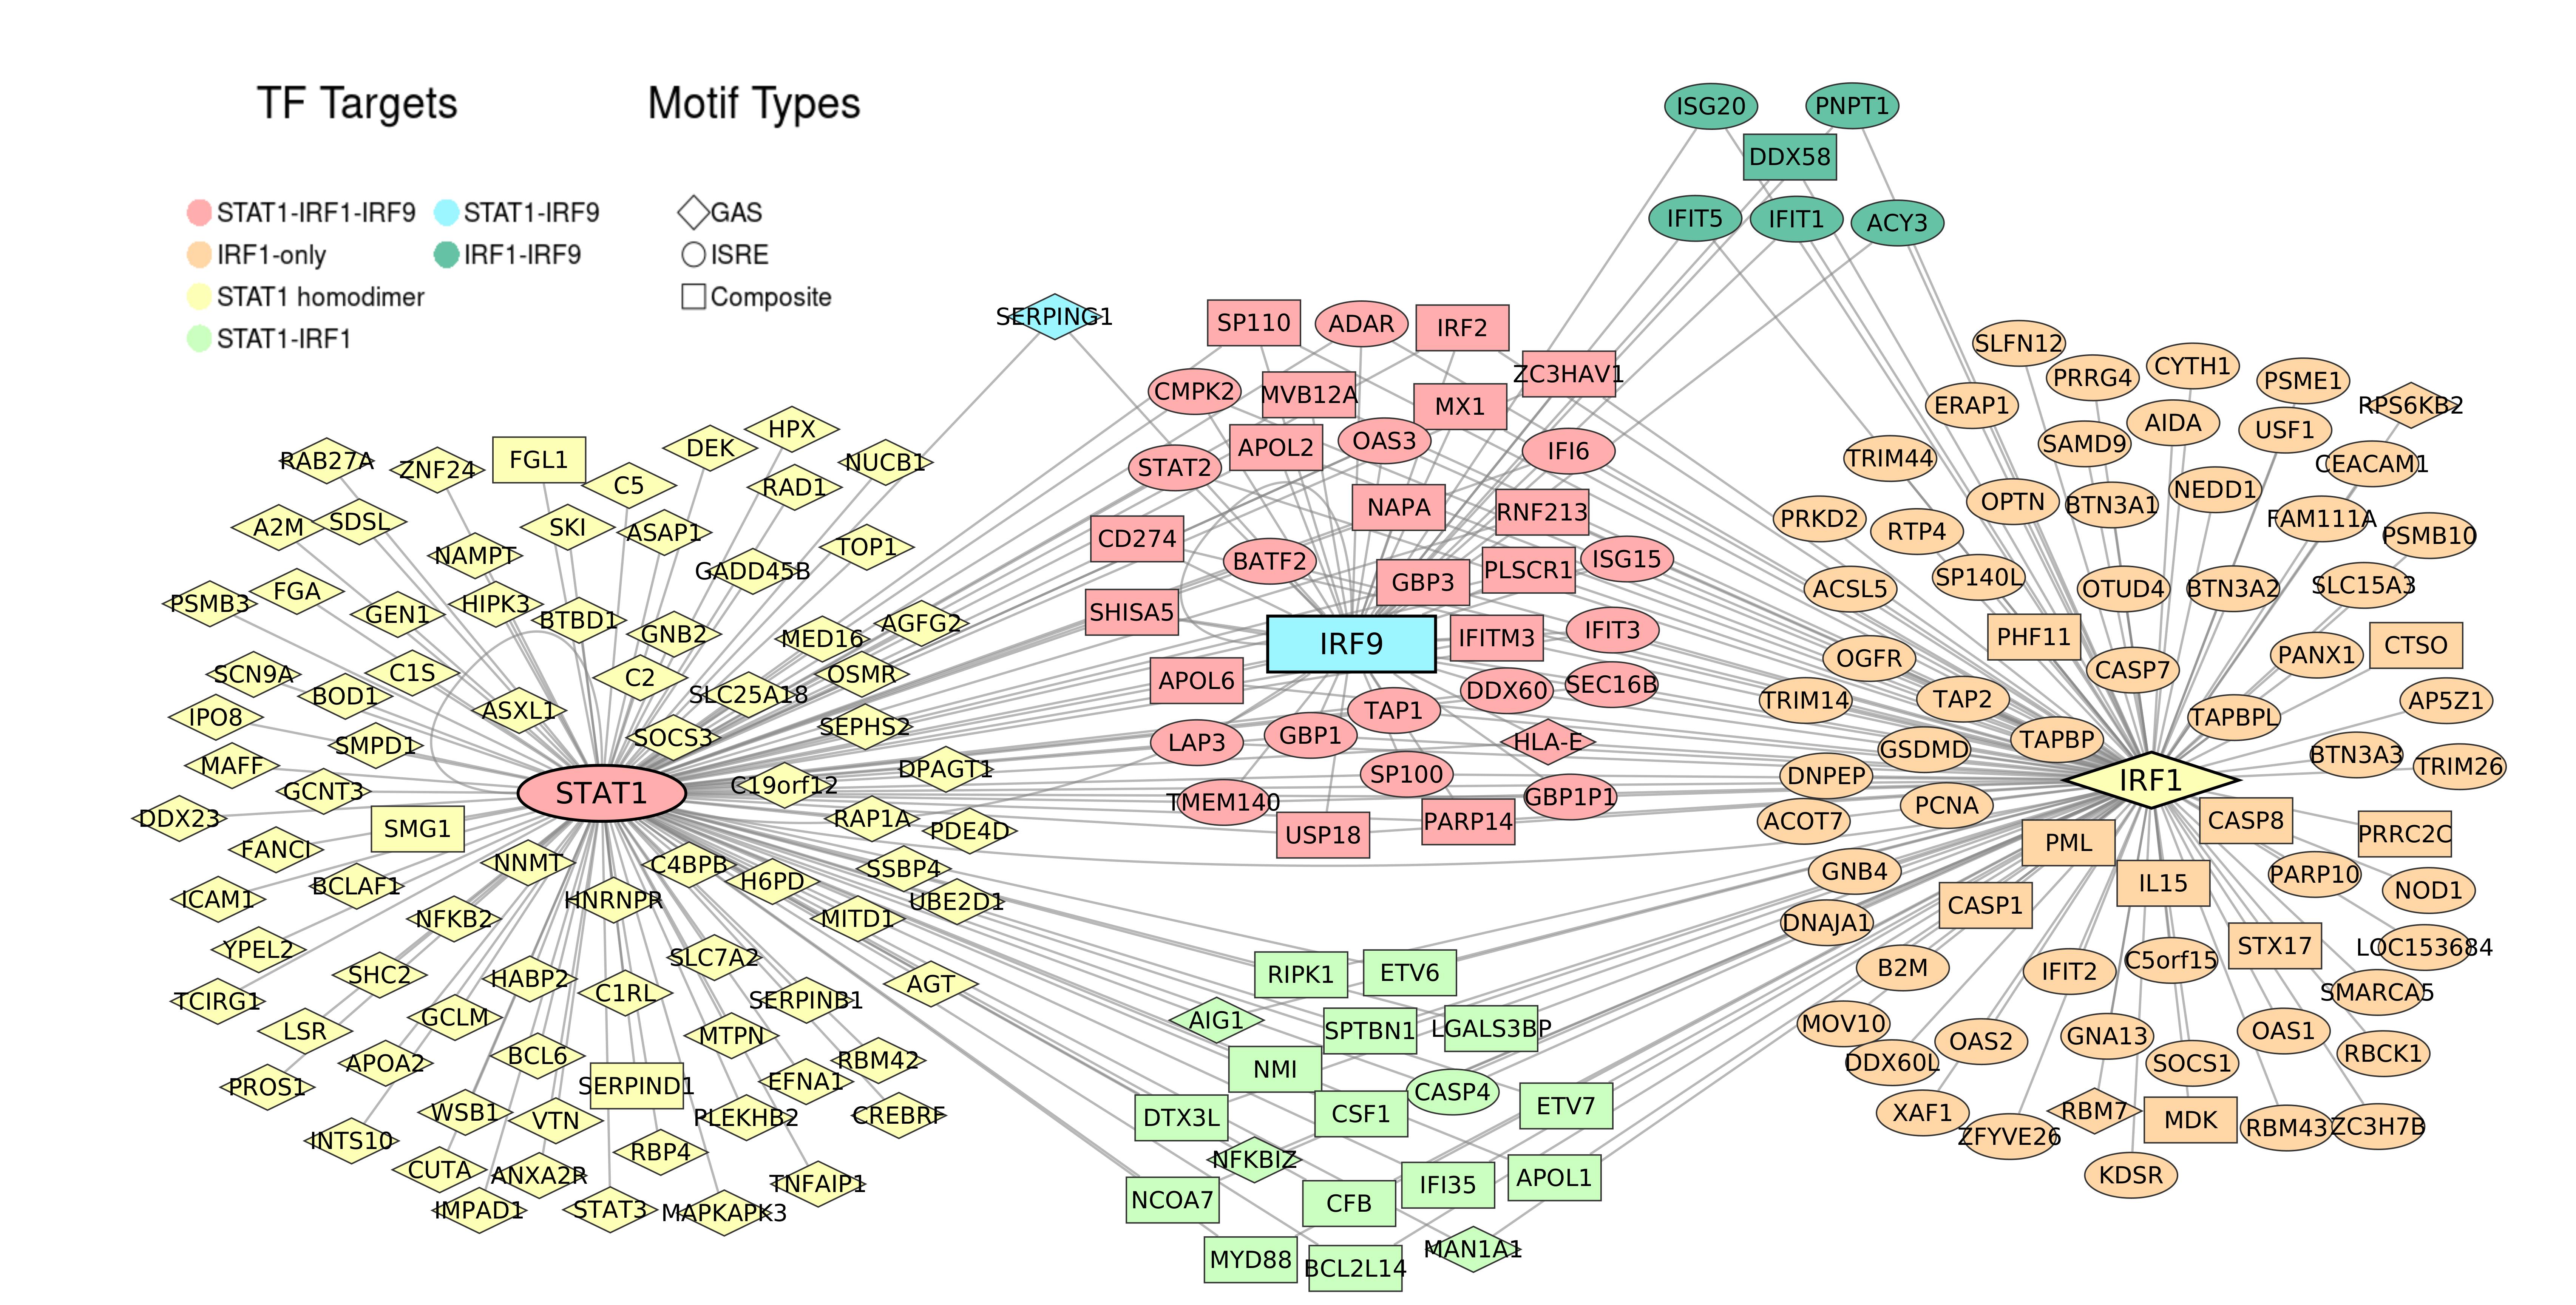 TF Targets
Motif Types
STAT1-IRF1-IRF9
STAT1-IRF9
GAS
IRF1-only
IRF1-IRF9
ISRE
STAT1 homodimer
Composite
STAT1-IRF1
ISG20
PNPT1
DDX58
IFIT5
IFIT1
ACY3
SERPING1
SP110
ADAR
IRF2
ZC3HAV1
CMPK2
MVB12A
MX1
APOL2
OAS3
IFI6
STAT2
NAPA
RNF213
CD274
BATF2
GBP3
PLSCR1
ISG15
SHISA5
IRF9
IFITM3
IFIT3
APOL6
DDX60
SEC16B
TAP1
LAP3
GBP1
HLA-E
SP100
TMEM140
GBP1P1
USP18
PARP14
HPX
DEK
RAB27A
ZNF24
FGL1
NUCB1
C5
RAD1
A2M
SDSL
SKI
ASAP1
TOP1
NAMPT
GADD45B
PSMB3
FGA
GEN1
HIPK3
BTBD1
GNB2
MED16
AGFG2
SCN9A
C1S
C2
OSMR
BOD1
SLC25A18
IPO8
ASXL1
SEPHS2
SMPD1
SOCS3
MAFF
DPAGT1
GCNT3
STAT1
C19orf12
DDX23
SMG1
RAP1A
PDE4D
FANCI
NNMT
C4BPB
SSBP4
ICAM1
BCLAF1
H6PD
HNRNPR
UBE2D1
NFKB2
MITD1
YPEL2
SLC7A2
SHC2
HABP2
AGT
TCIRG1
C1RL
SERPINB1
LSR
GCLM
MTPN
APOA2
BCL6
RBM42
PROS1
SERPIND1
EFNA1
WSB1
VTN
PLEKHB2
CREBRF
INTS10
RBP4
CUTA
ANXA2R
TNFAIP1
IMPAD1
STAT3
MAPKAPK3
RIPK1
ETV6
AIG1
SPTBN1
LGALS3BP
NMI
CASP4
DTX3L
CSF1
ETV7
NFKBIZ
NCOA7
IFI35
APOL1
CFB
MYD88
BCL2L14
MAN1A1
SLFN12
PRRG4
CYTH1
PSME1
ERAP1
AIDA
RPS6KB2
SAMD9
USF1
TRIM44
CEACAM1
OPTN
BTN3A1
NEDD1
PRKD2
RTP4
FAM111A
PSMB10
ACSL5
SP140L
OTUD4
BTN3A2
SLC15A3
OGFR
PHF11
CASP7
PANX1
CTSO
TRIM14
TAP2
AP5Z1
GSDMD
TAPBP
TAPBPL
DNPEP
IRF1
BTN3A3
TRIM26
ACOT7
PCNA
CASP8
PRRC2C
PML
GNB4
IL15
PARP10
NOD1
DNAJA1
CASP1
B2M
IFIT2
C5orf15
STX17
LOC153684
SMARCA5
MOV10
OAS2
GNA13
OAS1
DDX60L
SOCS1
RBCK1
XAF1
RBM7
MDK
RBM43
ZC3H7B
ZFYVE26
KDSR